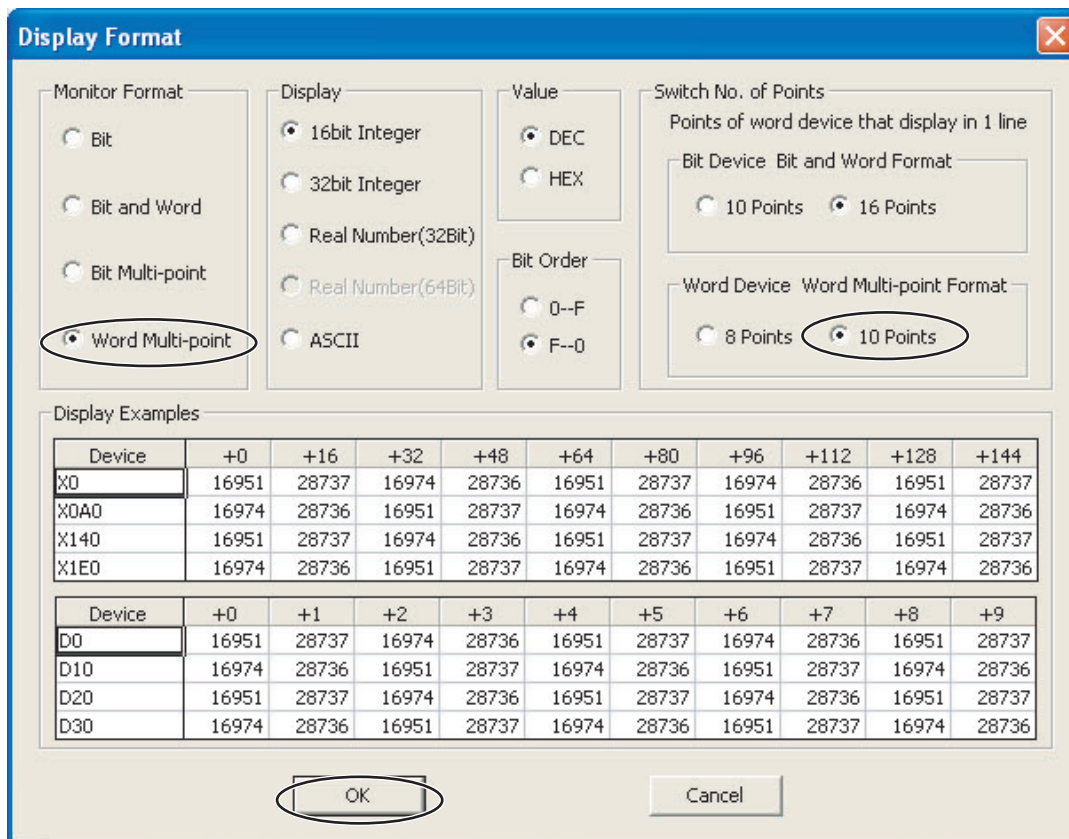 Display Format
Monitor Format
Bit
Bit and Word
Bit Multi-point
Word Multi-point
Display
16bit Integer
32bit Integer
Real Number(32Bit)
Real Number(64Bit)
ASCII
Value
DEC
HEX
Bit Order
0--F
F--0
Switch No. of Points
Points of word device that display in 1 line
Bit Device Bit and Word Format
10 Points 16 Points
Word Device Word Multi-point Format
8 Points 10 Points
Display Examples
Device +0 +16 +32 +48 +64 +80 +96 +112 +128 +144
X0 16951 28737 16974 28736 16951 28737 16974 28736 16951 28737
X0A0 16974 28736 16951 28737 16974 28736 16951 28737 16974 28736
X140 16951 28737 16974 28736 16951 28737 16974 28736 16951 28737
X1E0 16974 28736 16951 28737 16974 28736 16951 28737 16974 28736
Device +0 +1 +2 +3 +4 +5 +6 +7 +8 +9
D0 16951 28737 16974 28736 16951 28737 16974 28736 16951 28737
D10 16974 28736 16951 28737 16974 28736 16951 28737 16974 28736
D20 16951 28737 16974 28736 16951 28737 16974 28736 16951 28737
D30 16974 28736 16951 28737 16974 28736 16951 28737 16974 28736
OK Cancel